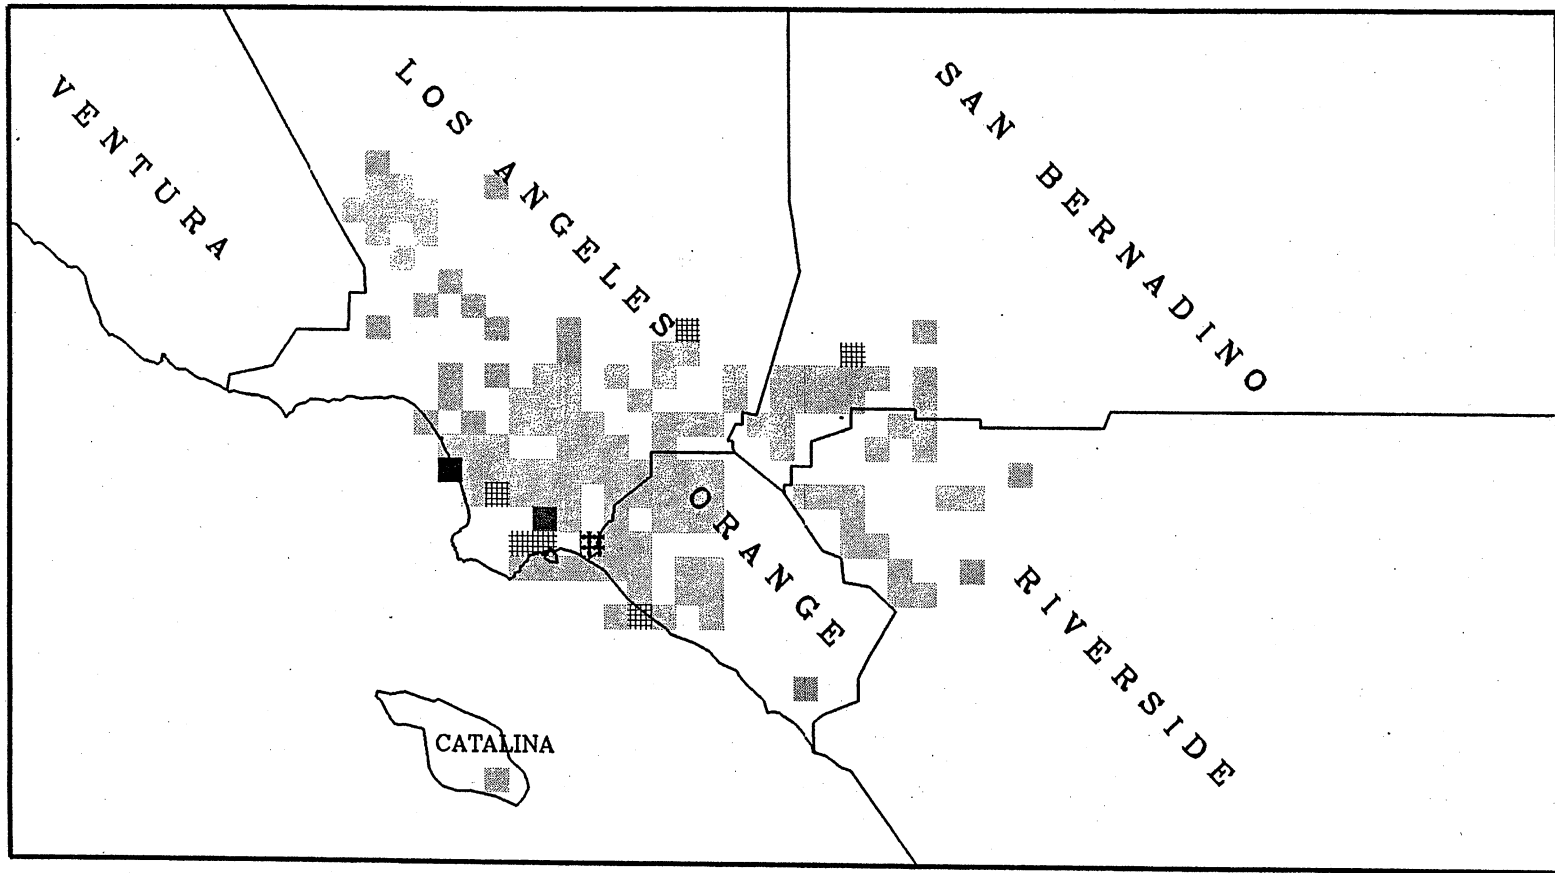 VENTURA
LOS ANGELES
SAN BERNADINO
ORANGE
RIVERSIDE
CATALINA